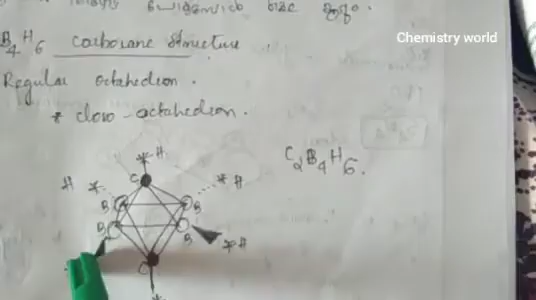 Chemistry world
B4H6 Carborane Structure
Regular octahedron.
* closo-octahedron.
C2B4H6.
* H
C
H *
* H
B
B
B
B
* H
C
*